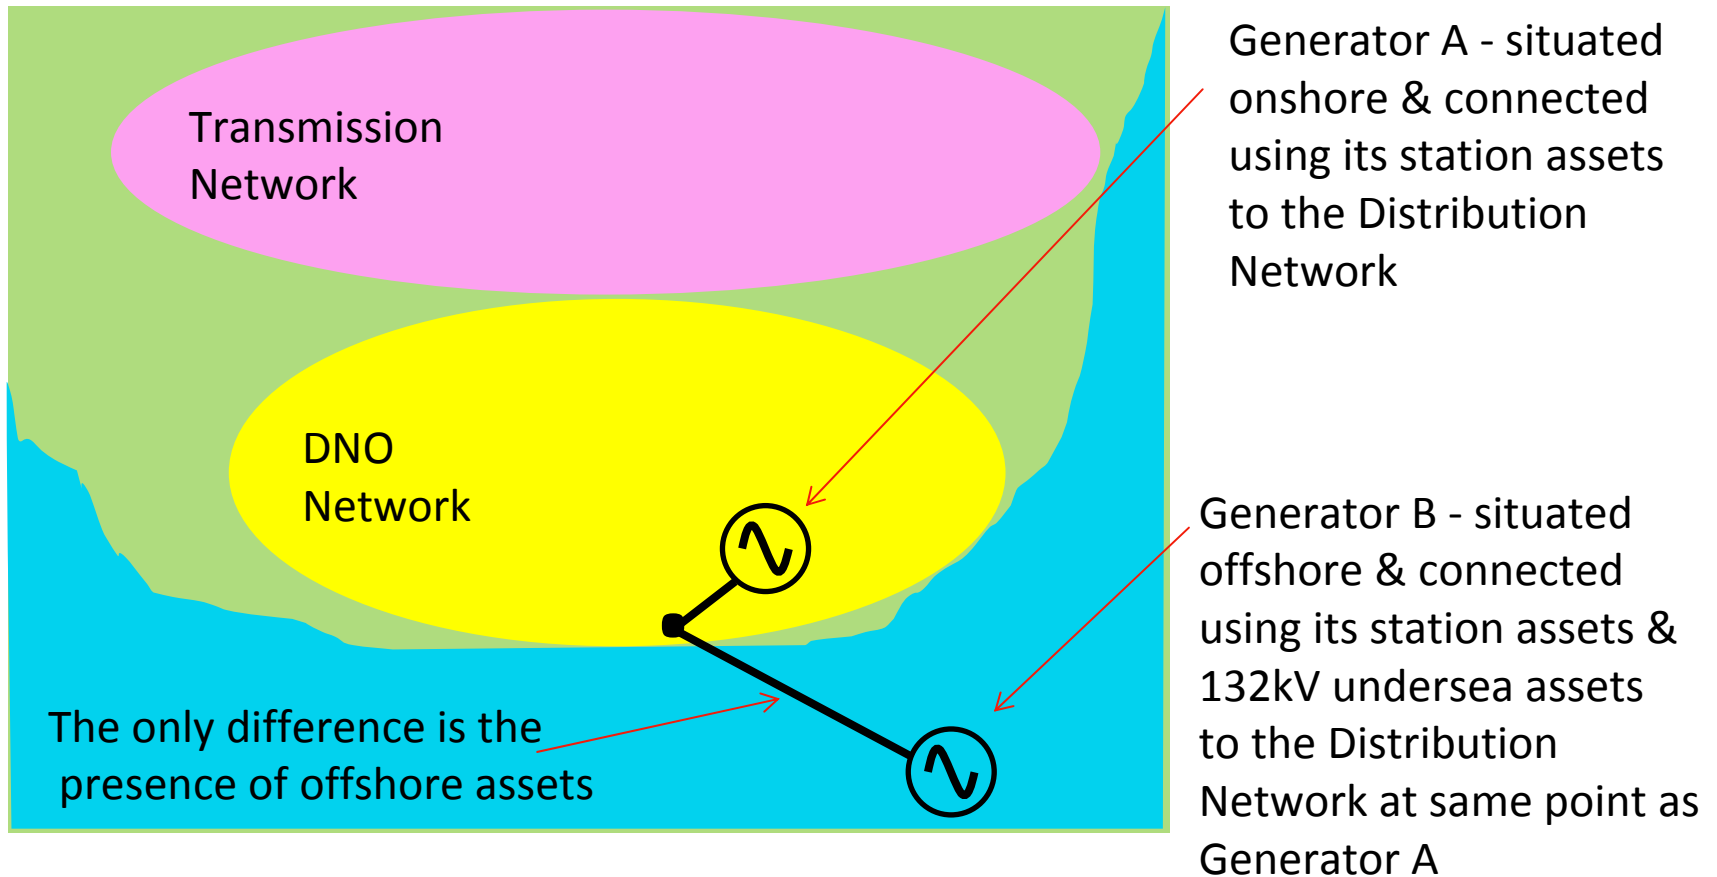 Transmission
Network
Generator A - situated
onshore & connected
using its station assets
to the Distribution
Network
DNO
Network
Generator B - situated
offshore & connected
using its station assets &
132kV undersea assets
to the Distribution
Network at same point as
Generator A
The only difference is the
presence of offshore assets